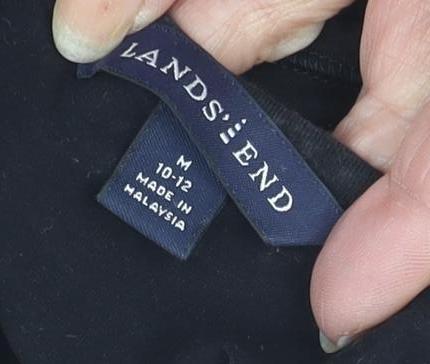 LANDS' END
M
10-12
MADE IN
MALAYSIA